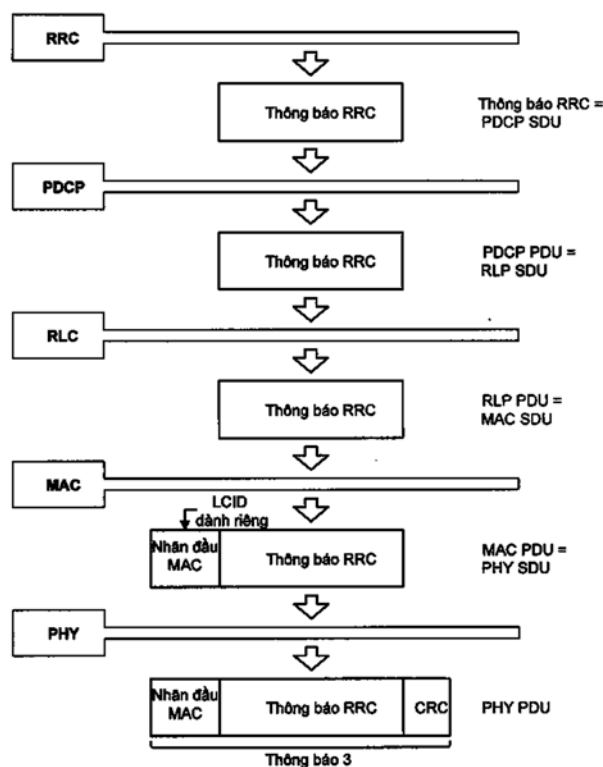 RRC
Thông báo RRC
Thông báo RRC =
PDCP SDU
PDCP
Thông báo RRC
PDCP PDU =
RLP SDU
RLC
Thông báo RRC
RLP PDU =
MAC SDU
MAC
LCID
dành riêng
Nhãn đầu
MAC
Thông báo RRC
MAC PDU =
PHY SDU
PHY
Nhãn đầu
MAC
Thông báo RRC
CRC
PHY PDU
Thông báo 3